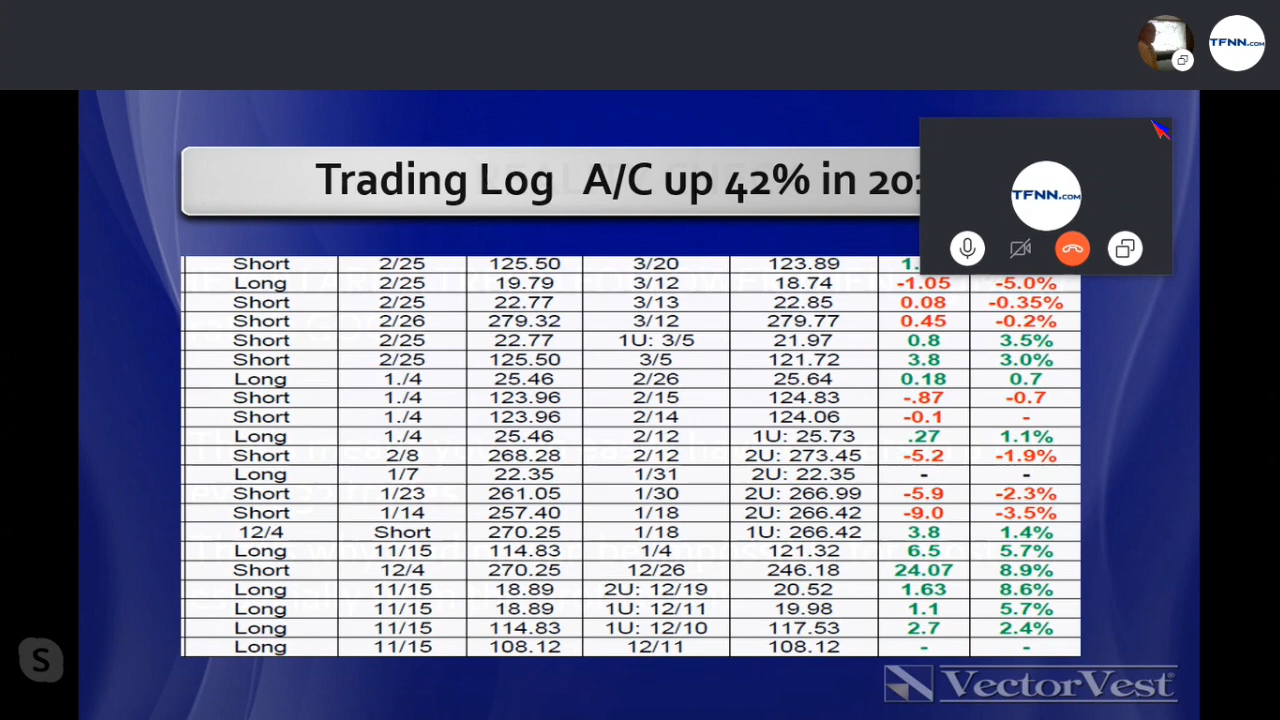 TFNN.COM
Trading Log A/C up 42% in 20
TFNN.COM
Short 2/25 125.50 3/20 123.89 1.
Long 2/25 19.79 3/12 18.74 -1.05 -5.0%
Short 2/25 22.77 3/13 22.85 0.08 -0.35%
Short 2/26 279.32 3/12 279.77 0.45 -0.2%
Short 2/25 22.77 1U: 3/5 21.97 0.8 3.5%
Short 2/25 125.50 3/5 121.72 3.8 3.0%
Long 1./4 25.46 2/26 25.64 0.18 0.7
Short 1./4 123.96 2/15 124.83 -.87 -0.7
Short 1./4 123.96 2/14 124.06 -0.1 -
Long 1./4 25.46 2/12 1U: 25.73 .27 1.1%
Short 2/8 268.28 2/12 2U: 273.45 -5.2 -1.9%
Long 1/7 22.35 1/31 2U: 22.35 - -
Short 1/23 261.05 1/30 2U: 266.99 -5.9 -2.3%
Short 1/14 257.40 1/18 2U: 266.42 -9.0 -3.5%
12/4 Short 270.25 1/18 1U: 266.42 3.8 1.4%
Long 11/15 114.83 1/4 121.32 6.5 5.7%
Short 12/4 270.25 12/26 246.18 24.07 8.9%
Long 11/15 18.89 2U: 12/19 20.52 1.63 8.6%
Long 11/15 18.89 1U: 12/11 19.98 1.1 5.7%
Long 11/15 114.83 1U: 12/10 117.53 2.7 2.4%
Long 11/15 108.12 12/11 108.12 - -
S
VectorVest